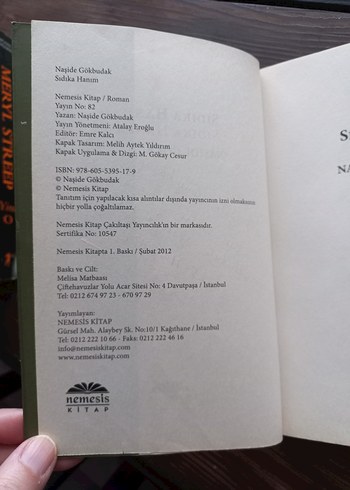 Naşide Gökbudak
Sıdıka Hanım
Nemesis Kitap / Roman
Yayın No: 82
Yazan: Naşide Gökbudak
Yayın Yönetmeni: Atalay Eroğlu
Editör: Emre Kalcı
Kapak Tasarım: Melih Aytek Yıldırım
Kapak Uygulama & Dizgi: M. Gökay Cesur
ISBN: 978-605-5395-17-9
© Naşide Gökbudak
© Nemesis Kitap
Tanıtım için yapılacak kısa alıntılar dışında yayıncının izni olmaksızın
hiçbir yolla çoğaltılamaz.
Nemesis Kitap Çakıltaşı Yayıncılık'ın bir markasıdır.
Sertifika No: 10547
Nemesis Kitapta 1. Baskı / Şubat 2012
Baskı ve Cilt:
Melisa Matbaası
Çiftehavuzlar Yolu Acar Sitesi No: 4 Davutpaşa / İstanbul
Tel: 0212 674 97 23 - 670 97 29
Yayımlayan:
NEMESİS KİTAP
Gürsel Mah. Alaybey Sk. No:10/1 Kağıthane / İstanbul
Tel: 0212 222 10 66 - Faks: 0212 222 46 16
info@nemesiskitap.com
www.nemesiskitap.com
nemesis
KİTAP
MERYL STREEP
S
NA